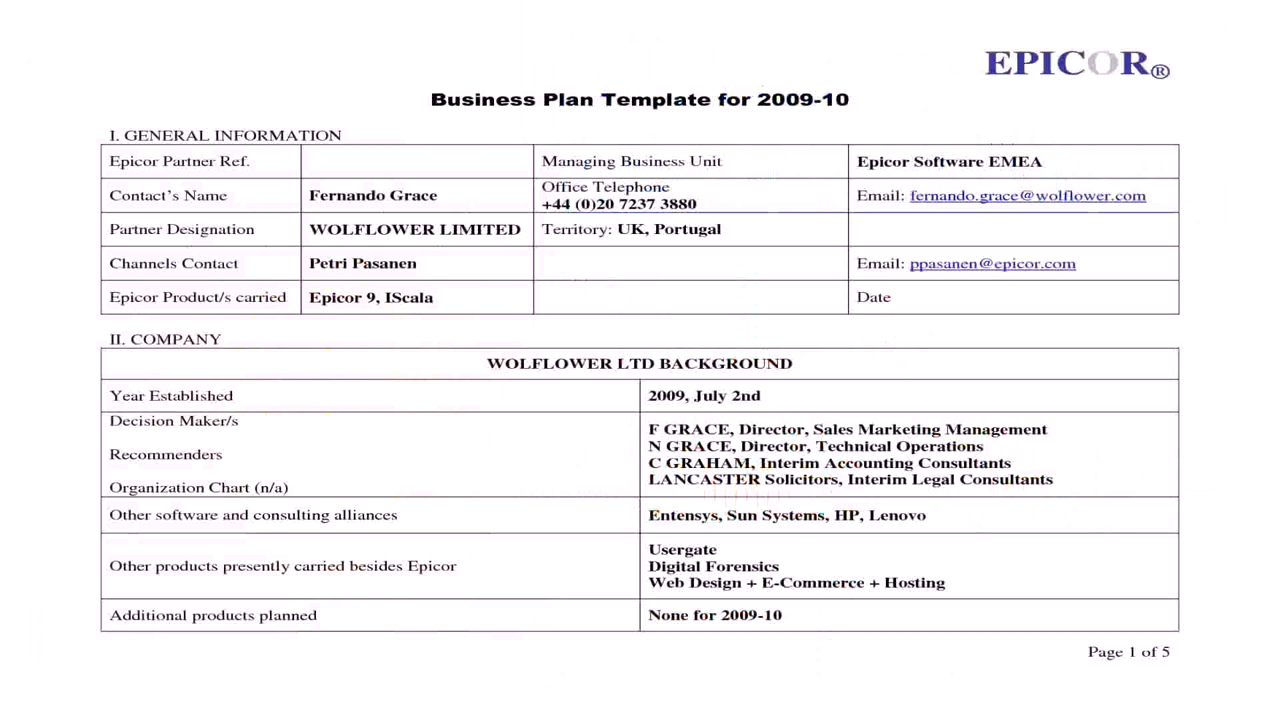 EPICOR®
Business Plan Template for 2009-10
I. GENERAL INFORMATION
Epicor Partner Ref.
Managing Business Unit
Epicor Software EMEA
Contact's Name
Fernando Grace
Office Telephone
+44 (0)20 7237 3880
Email: fernando.grace@wolflower.com
Partner Designation
WOLFLOWER LIMITED
Territory: UK, Portugal
Channels Contact
Petri Pasanen
Email: ppasanen@epicor.com
Epicor Product/s carried
Epicor 9, IScala
Date
II. COMPANY
WOLFLOWER LTD BACKGROUND
Year Established
2009, July 2nd
Decision Maker/s
Recommenders
Organization Chart (n/a)
F GRACE, Director, Sales Marketing Management
N GRACE, Director, Technical Operations
C GRAHAM, Interim Accounting Consultants
LANCASTER Solicitors, Interim Legal Consultants
Other software and consulting alliances
Entensys, Sun Systems, HP, Lenovo
Other products presently carried besides Epicor
Usergate
Digital Forensics
Web Design + E-Commerce + Hosting
Additional products planned
None for 2009-10
Page 1 of 5